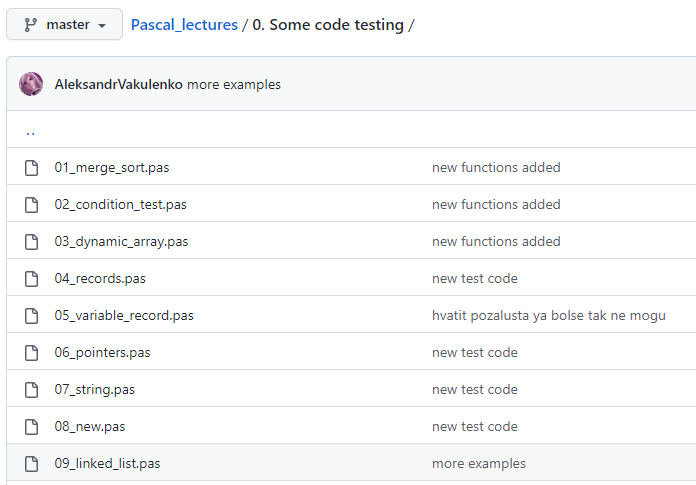 master Pascal_lectures / 0. Some code testing /
AleksandrVakulenko more examples
..
01_merge_sort.pas new functions added
02_condition_test.pas new functions added
03_dynamic_array.pas new functions added
04_records.pas new test code
05_variable_record.pas hvatit pozalusta ya bolse tak ne mogu
06_pointers.pas new test code
07_string.pas new test code
08_new.pas new test code
09_linked_list.pas more examples